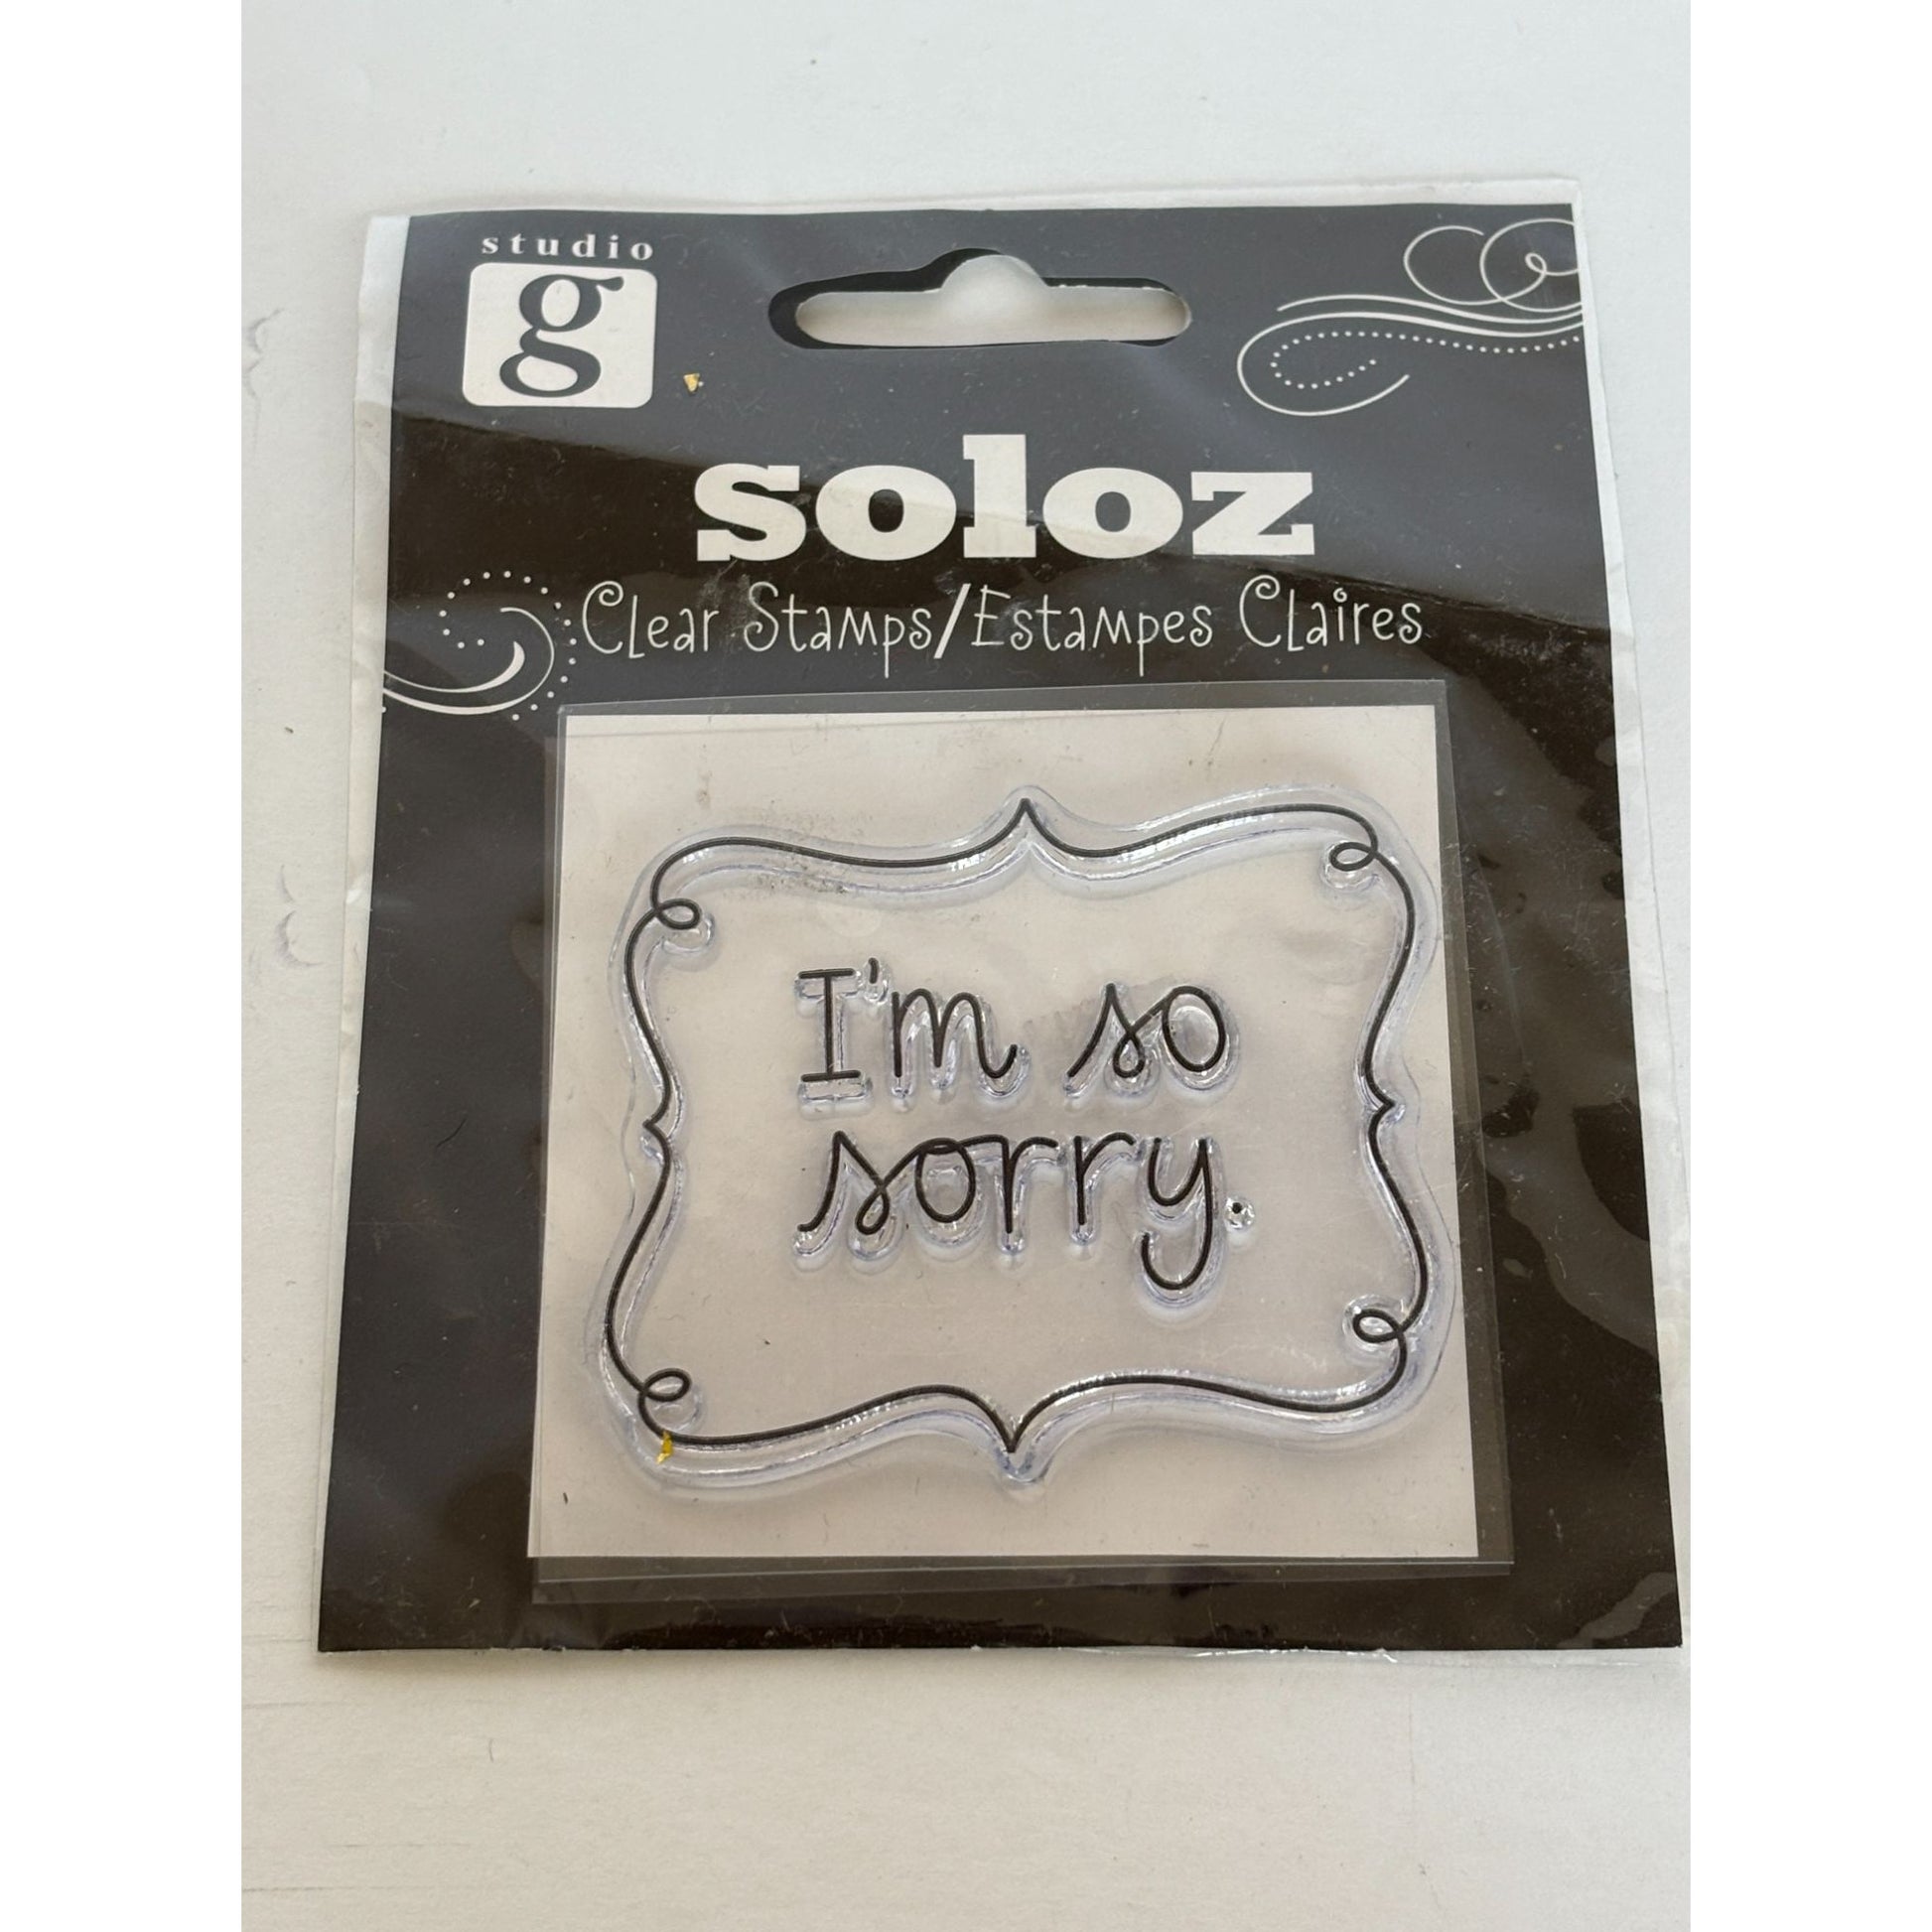 studio
g
soloz
Clear Stamps/Estampes Claires
I'm so
sorry.